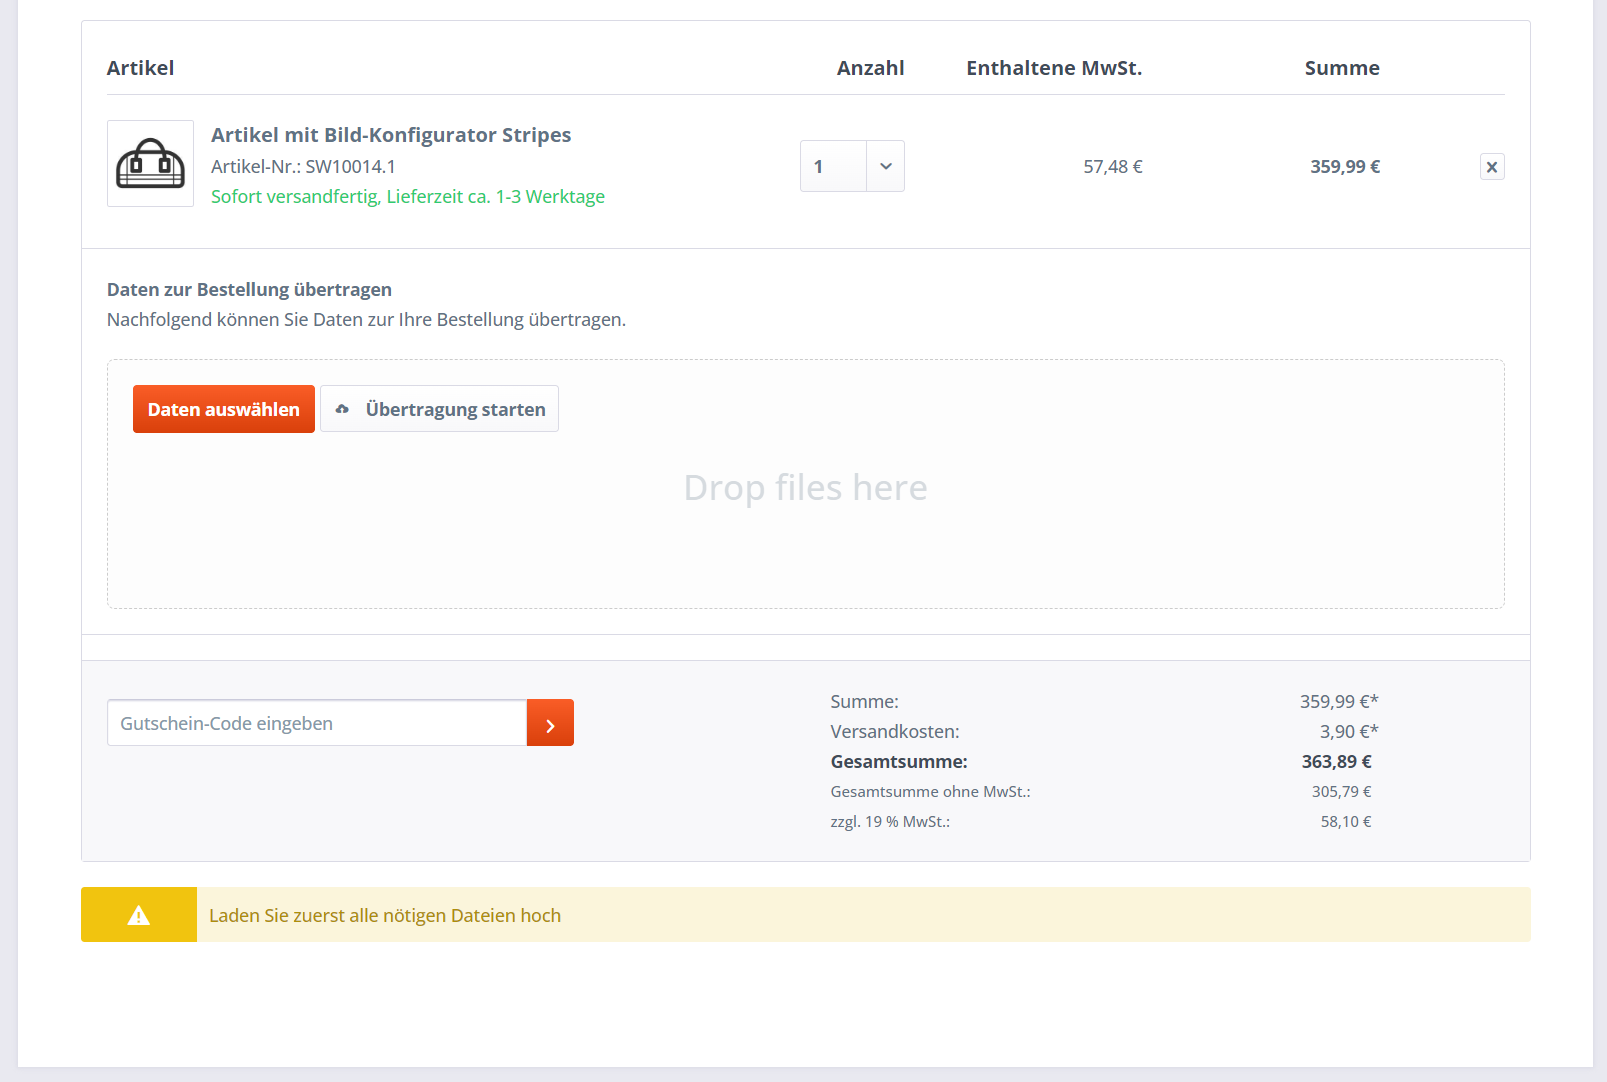 Artikel Anzahl Enthaltene MwSt. Summe
Artikel mit Bild-Konfigurator Stripes
Artikel-Nr.: SW10014.1
Sofort versandfertig, Lieferzeit ca. 1-3 Werktage
1 57,48 € 359,99 €
Daten zur Bestellung übertragen
Nachfolgend können Sie Daten zur Ihre Bestellung übertragen.
Daten auswählen Übertragung starten
Drop files here
Gutschein-Code eingeben
Summe: 359,99 €*
Versandkosten: 3,90 €*
Gesamtsumme: 363,89 €
Gesamtsumme ohne MwSt.: 305,79 €
zzgl. 19 % MwSt.: 58,10 €
Laden Sie zuerst alle nötigen Dateien hoch